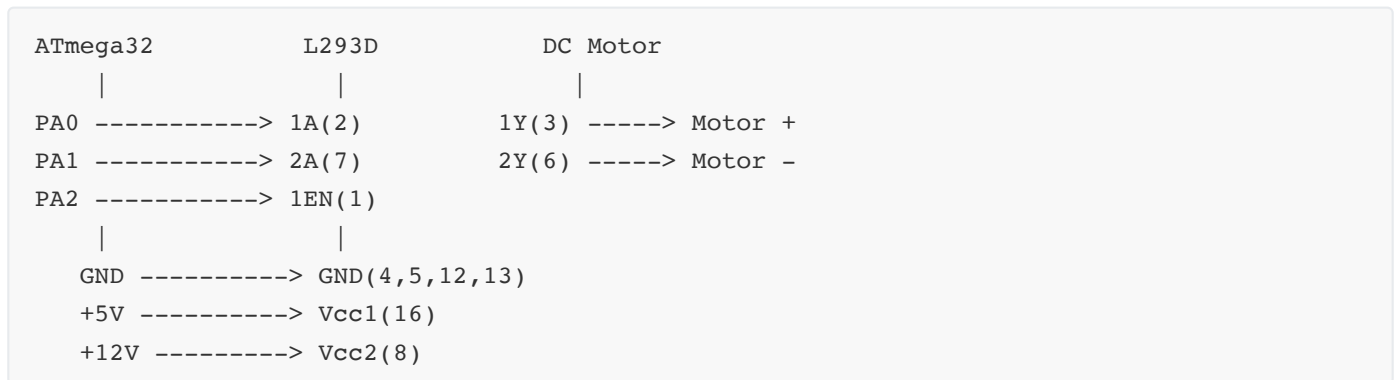 ATmega32          L293D           DC Motor
    |               |               |
PA0 -----------> 1A(2)        1Y(3) -----> Motor +
PA1 -----------> 2A(7)        2Y(6) -----> Motor -
PA2 -----------> 1EN(1)
    |               |
   GND ----------> GND(4,5,12,13)
   +5V ----------> Vcc1(16)
   +12V ---------> Vcc2(8)